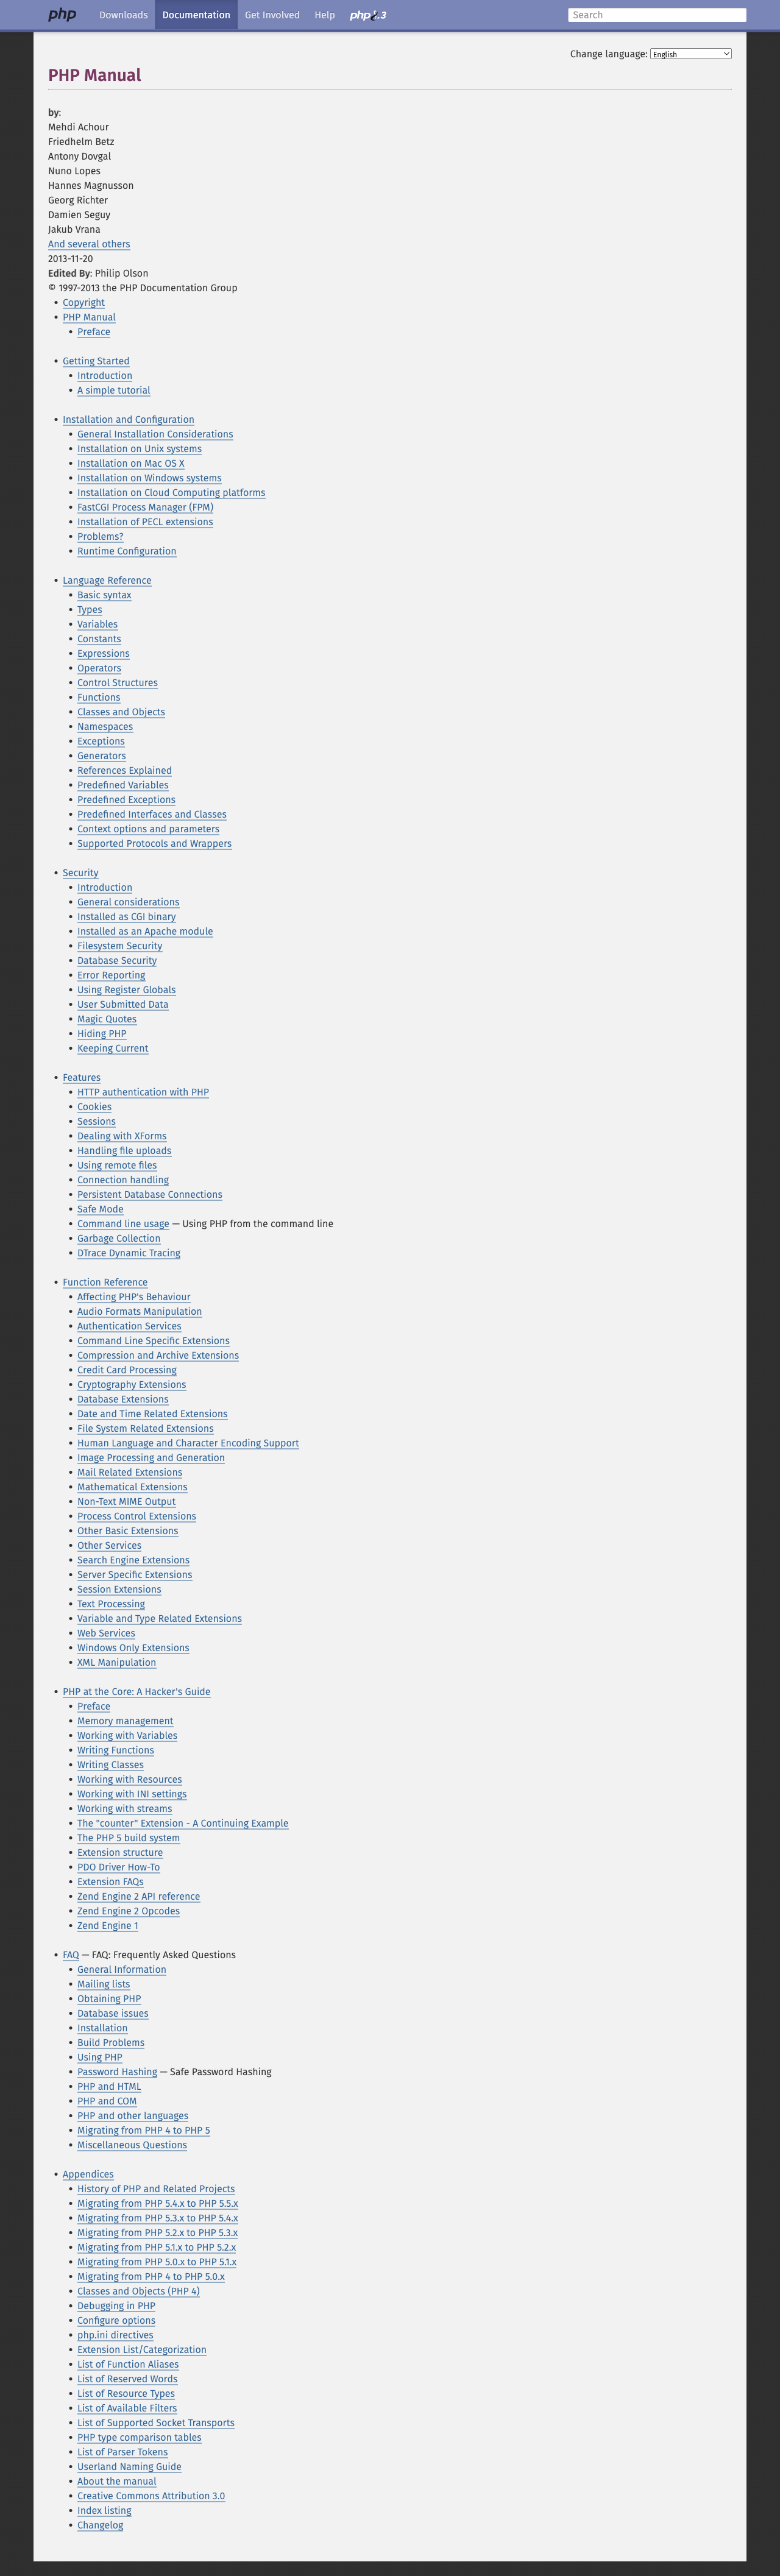 php
Downloads
Documentation
Get Involved
Help
php8.3
Search
Change language: English
PHP Manual
by:
Mehdi Achour
Friedhelm Betz
Antony Dovgal
Nuno Lopes
Hannes Magnusson
Georg Richter
Damien Seguy
Jakub Vrana
And several others
2013-11-20
Edited By: Philip Olson
© 1997-2013 the PHP Documentation Group
• Copyright
• PHP Manual
• Preface
• Getting Started
• Introduction
• A simple tutorial
• Installation and Configuration
• General Installation Considerations
• Installation on Unix systems
• Installation on Mac OS X
• Installation on Windows systems
• Installation on Cloud Computing platforms
• FastCGI Process Manager (FPM)
• Installation of PECL extensions
• Problems?
• Runtime Configuration
• Language Reference
• Basic syntax
• Types
• Variables
• Constants
• Expressions
• Operators
• Control Structures
• Functions
• Classes and Objects
• Namespaces
• Exceptions
• Generators
• References Explained
• Predefined Variables
• Predefined Exceptions
• Predefined Interfaces and Classes
• Context options and parameters
• Supported Protocols and Wrappers
• Security
• Introduction
• General considerations
• Installed as CGI binary
• Installed as an Apache module
• Filesystem Security
• Database Security
• Error Reporting
• Using Register Globals
• User Submitted Data
• Magic Quotes
• Hiding PHP
• Keeping Current
• Features
• HTTP authentication with PHP
• Cookies
• Sessions
• Dealing with XForms
• Handling file uploads
• Using remote files
• Connection handling
• Persistent Database Connections
• Safe Mode
• Command line usage — Using PHP from the command line
• Garbage Collection
• DTrace Dynamic Tracing
• Function Reference
• Affecting PHP's Behaviour
• Audio Formats Manipulation
• Authentication Services
• Command Line Specific Extensions
• Compression and Archive Extensions
• Credit Card Processing
• Cryptography Extensions
• Database Extensions
• Date and Time Related Extensions
• File System Related Extensions
• Human Language and Character Encoding Support
• Image Processing and Generation
• Mail Related Extensions
• Mathematical Extensions
• Non-Text MIME Output
• Process Control Extensions
• Other Basic Extensions
• Other Services
• Search Engine Extensions
• Server Specific Extensions
• Session Extensions
• Text Processing
• Variable and Type Related Extensions
• Web Services
• Windows Only Extensions
• XML Manipulation
• PHP at the Core: A Hacker's Guide
• Preface
• Memory management
• Working with Variables
• Writing Functions
• Writing Classes
• Working with Resources
• Working with INI settings
• Working with streams
• The "counter" Extension - A Continuing Example
• The PHP 5 build system
• Extension structure
• PDO Driver How-To
• Extension FAQs
• Zend Engine 2 API reference
• Zend Engine 2 Opcodes
• Zend Engine 1
• FAQ — FAQ: Frequently Asked Questions
• General Information
• Mailing lists
• Obtaining PHP
• Database issues
• Installation
• Build Problems
• Using PHP
• Password Hashing — Safe Password Hashing
• PHP and HTML
• PHP and COM
• PHP and other languages
• Migrating from PHP 4 to PHP 5
• Miscellaneous Questions
• Appendices
• History of PHP and Related Projects
• Migrating from PHP 5.4.x to PHP 5.5.x
• Migrating from PHP 5.3.x to PHP 5.4.x
• Migrating from PHP 5.2.x to PHP 5.3.x
• Migrating from PHP 5.1.x to PHP 5.2.x
• Migrating from PHP 5.0.x to PHP 5.1.x
• Migrating from PHP 4 to PHP 5.0.x
• Classes and Objects (PHP 4)
• Debugging in PHP
• Configure options
• php.ini directives
• Extension List/Categorization
• List of Function Aliases
• List of Reserved Words
• List of Resource Types
• List of Available Filters
• List of Supported Socket Transports
• PHP type comparison tables
• List of Parser Tokens
• Userland Naming Guide
• About the manual
• Creative Commons Attribution 3.0
• Index listing
• Changelog